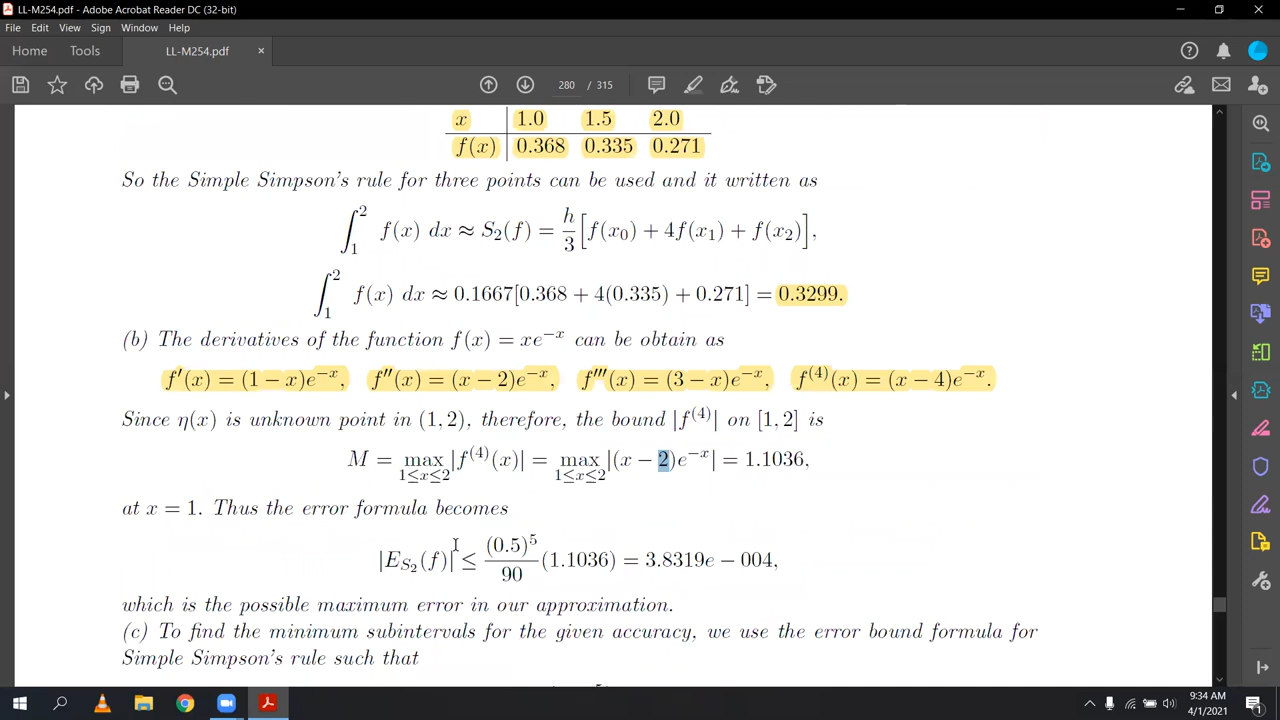 LL-M254.pdf - Adobe Acrobat Reader DC (32-bit)
File Edit View Sign Window Help
Home Tools LL-M254.pdf ×
280 / 315
x 1.0 1.5 2.0
f(x) 0.368 0.335 0.271
So the Simple Simpson's rule for three points can be used and it written as
∫₁² f(x) dx ≈ S₂(f) = h/3 [f(x₀) + 4f(x₁) + f(x₂)],
∫₁² f(x) dx ≈ 0.1667[0.368 + 4(0.335) + 0.271] = 0.3299.
(b) The derivatives of the function f(x) = xe^{−x} can be obtain as
f′(x) = (1 − x)e^{−x}, f″(x) = (x − 2)e^{−x}, f‴(x) = (3 − x)e^{−x}, f^{(4)}(x) = (x − 4)e^{−x}.
Since η(x) is unknown point in (1, 2), therefore, the bound |f^{(4)}| on [1, 2] is
M = max_{1≤x≤2} |f^{(4)}(x)| = max_{1≤x≤2} |(x − 2)e^{−x}| = 1.1036,
at x = 1. Thus the error formula becomes
|E_{S₂}(f)| ≤ (0.5)⁵/90 (1.1036) = 3.8319e − 004,
which is the possible maximum error in our approximation.
(c) To find the minimum subintervals for the given accuracy, we use the error bound formula for
Simple Simpson's rule such that
9:34 AM
4/1/2021
1